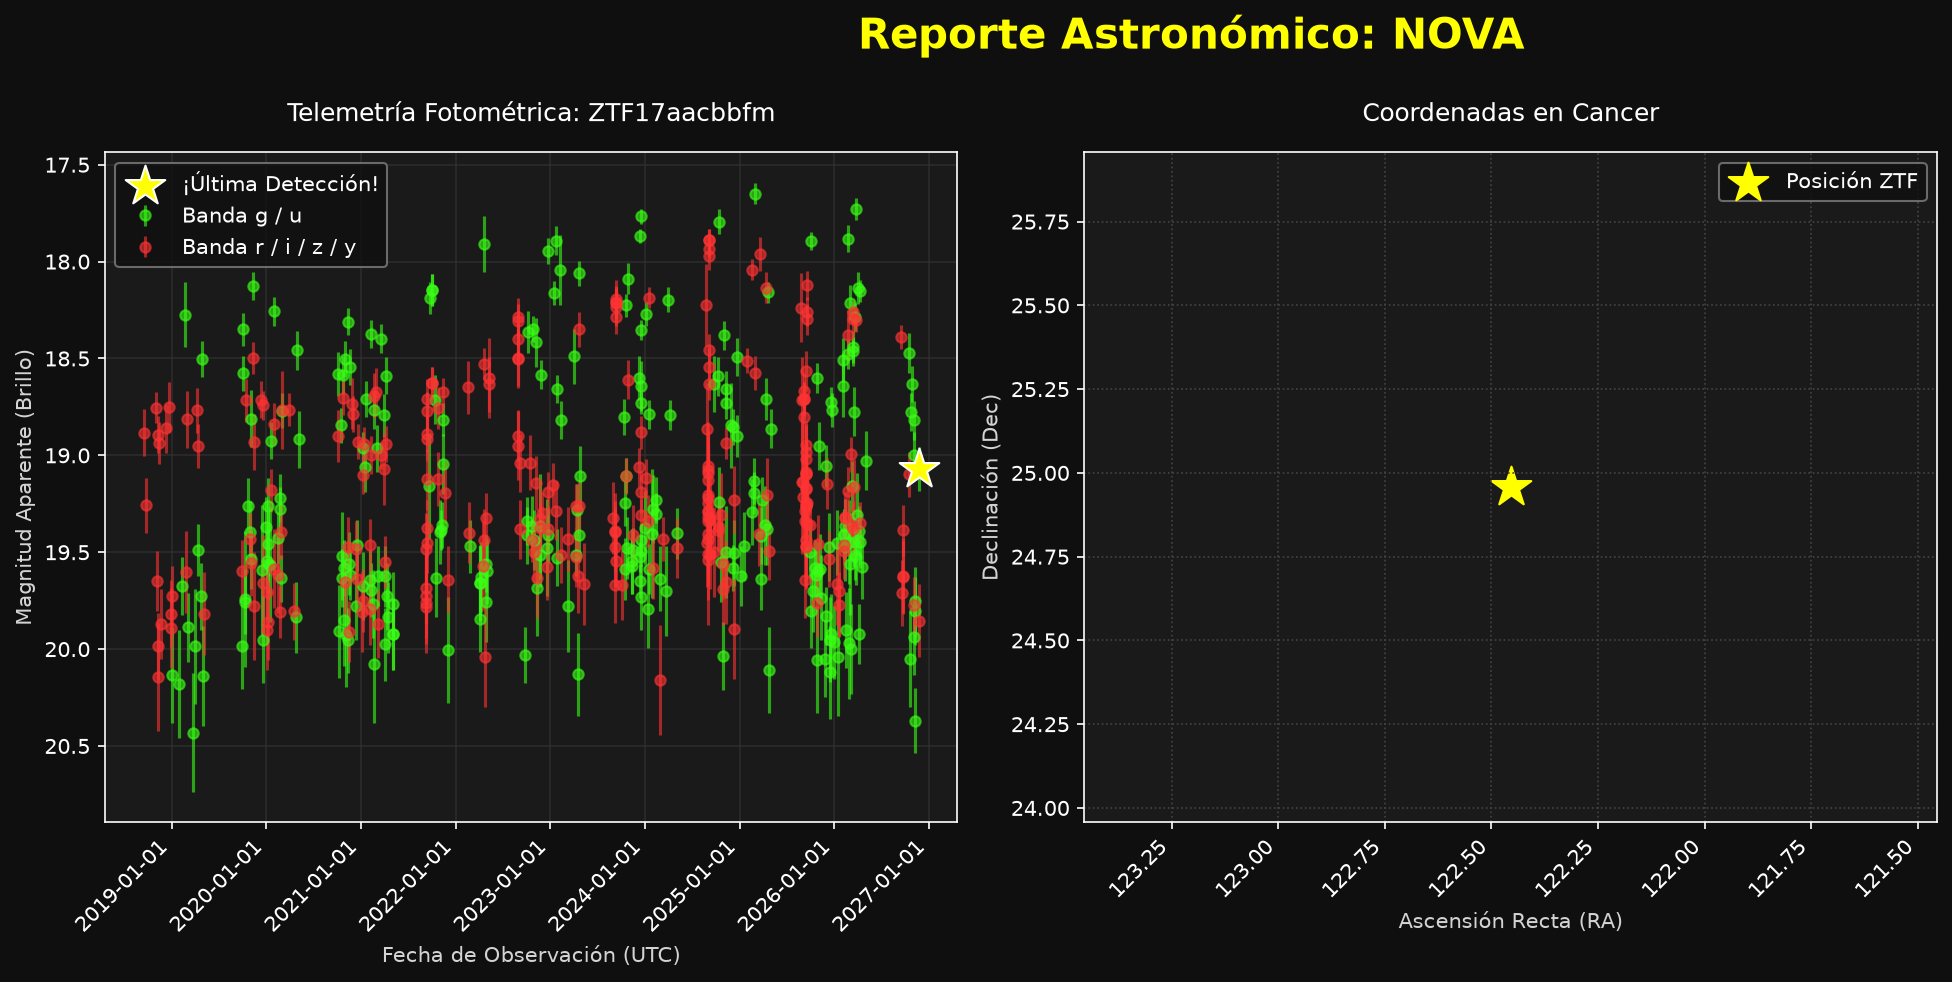 Reporte Astronómico: NOVA
Telemetría Fotométrica: ZTF17aacbbfm
¡Última Detección!
Banda g / u
Banda r / i / z / y
Magnitud Aparente (Brillo)
17.5
18.0
18.5
19.0
19.5
20.0
20.5
2019-01-01
2020-01-01
2021-01-01
2022-01-01
2023-01-01
2024-01-01
2025-01-01
2026-01-01
2027-01-01
Fecha de Observación (UTC)
Coordenadas en Cancer
Posición ZTF
Declinación (Dec)
25.75
25.50
25.25
25.00
24.75
24.50
24.25
24.00
123.25
123.00
122.75
122.50
122.25
122.00
121.75
121.50
Ascensión Recta (RA)